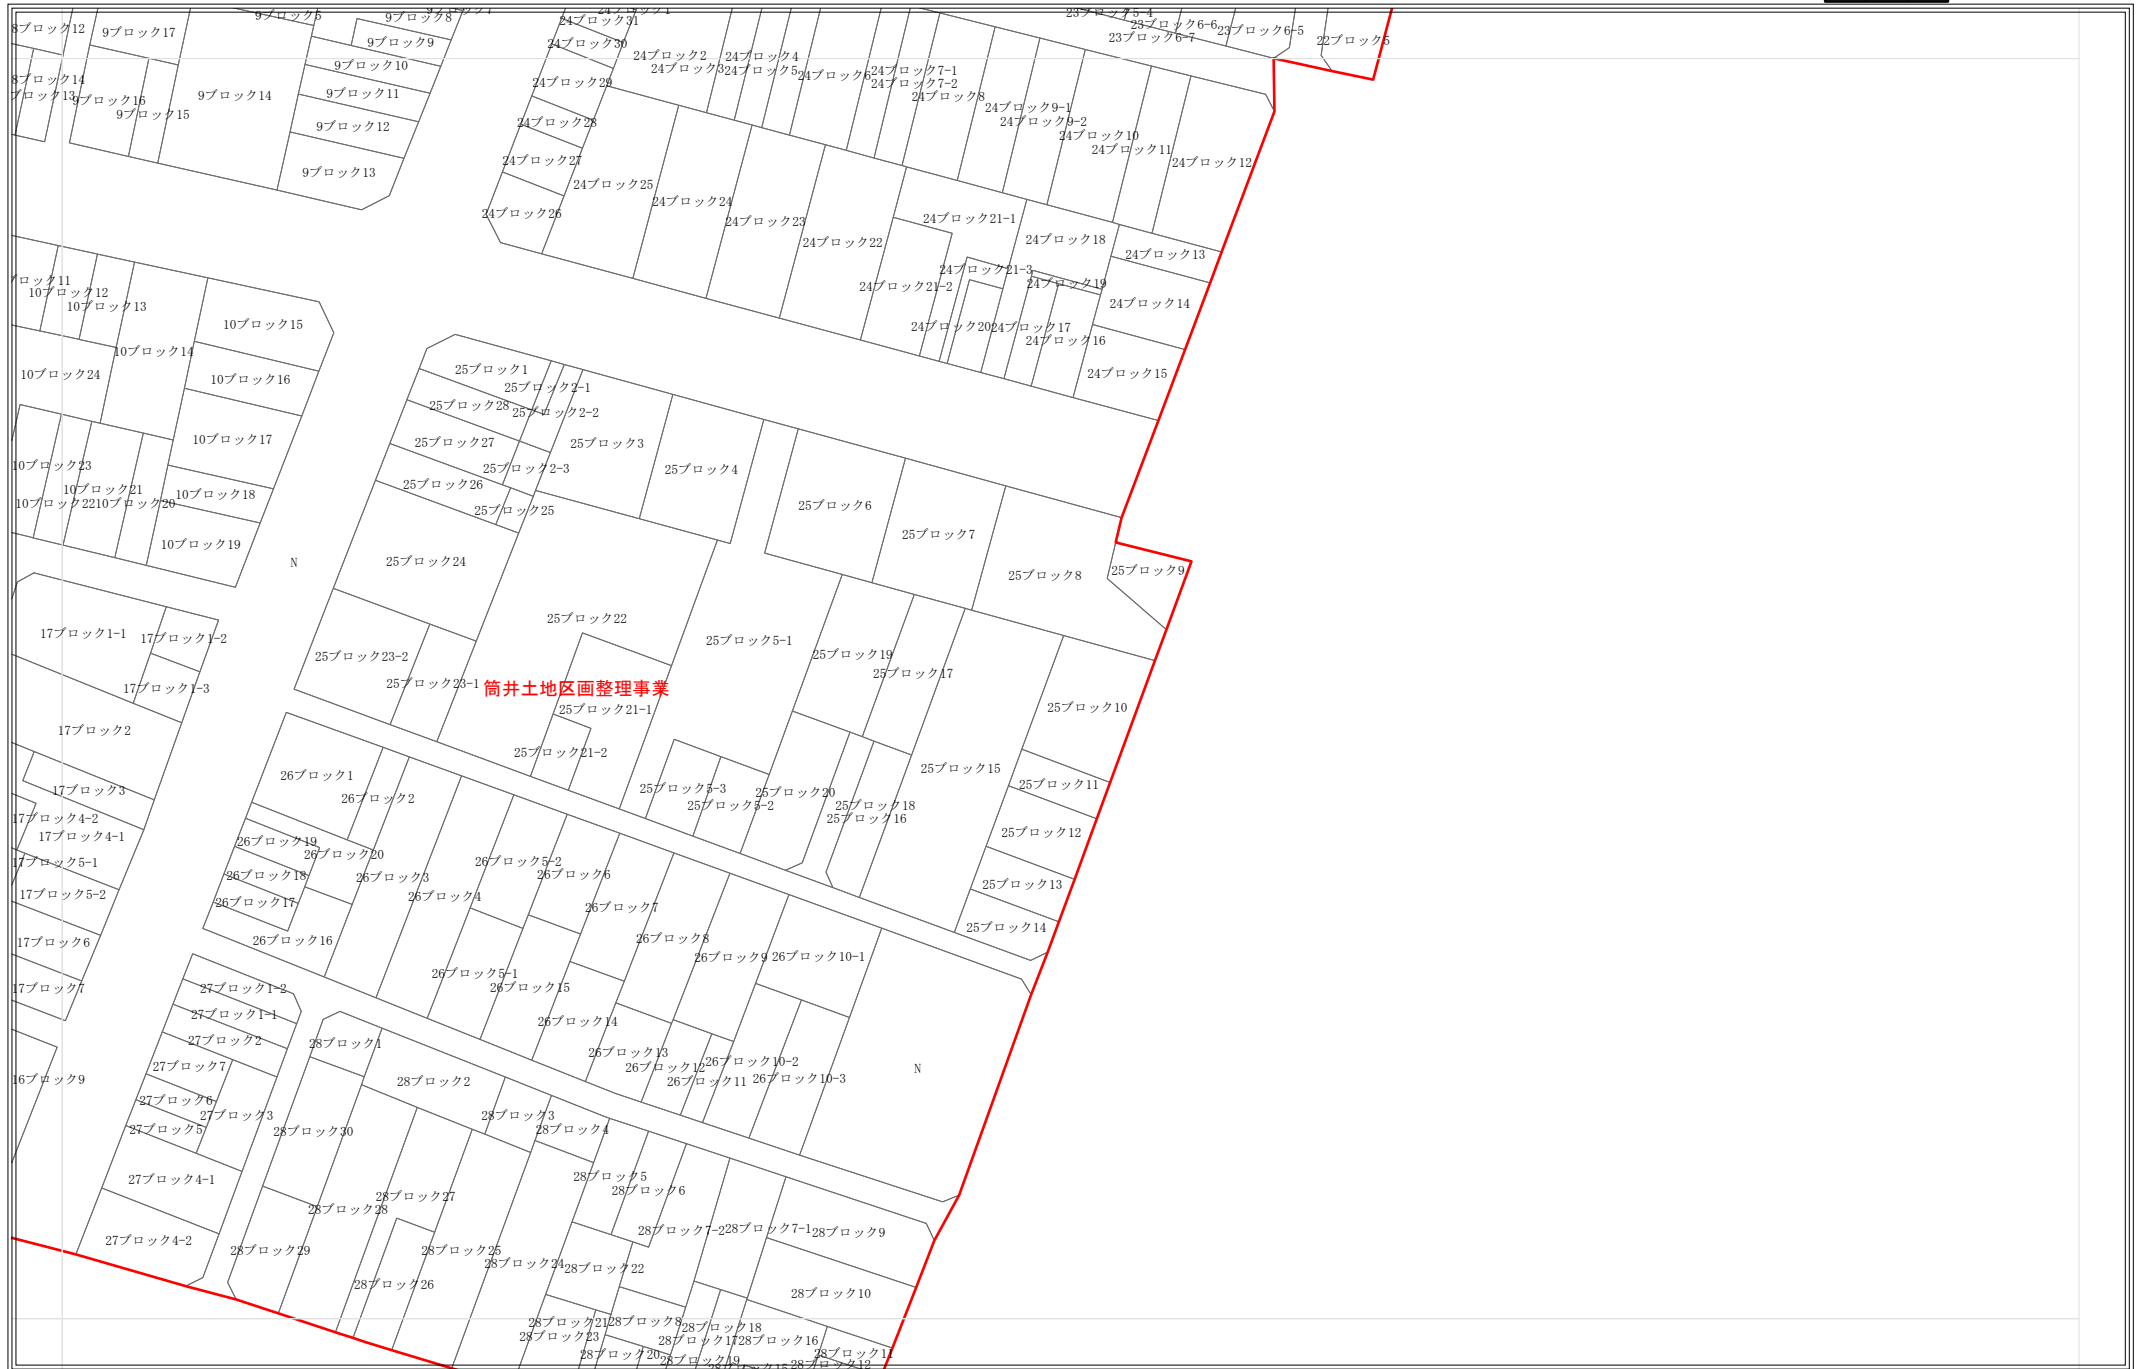 8ブロック12
9ブロック17
9ブロック5
9ブロック8
9ブロック9
9ブロック10
9ブロック11
9ブロック12
9ブロック13
9ブロック14
9ブロック16
9ブロック15
8ブロック14
ブロック13
24ブロック31
24ブロック30
24ブロック29
24ブロック28
24ブロック27
24ブロック26
24ブロック2
24ブロック3
24ブロック4
24ブロック5
24ブロック6
24ブロック7-1
24ブロック7-2
24ブロック8
24ブロック9-1
24ブロック9-2
24ブロック10
24ブロック11
24ブロック12
23ブロック6-6
23ブロック6-7
23ブロック6-5
22ブロック5
24ブロック25
24ブロック24
24ブロック23
24ブロック22
24ブロック21-1
24ブロック18
24ブロック13
24ブロック21-3
24ブロック19
24ブロック21-2
24ブロック14
24ブロック20
24ブロック17
24ブロック16
24ブロック15
ブロック11
10ブロック12
10ブロック13
10ブロック15
10ブロック14
10ブロック24
10ブロック16
10ブロック17
10ブロック23
10ブロック21
10ブロック22
10ブロック20
10ブロック18
10ブロック19
N
25ブロック1
25ブロック2-1
25ブロック28
25ブロック2-2
25ブロック27
25ブロック3
25ブロック2-3
25ブロック4
25ブロック26
25ブロック25
25ブロック6
25ブロック7
25ブロック24
25ブロック8
25ブロック9
25ブロック22
25ブロック5-1
25ブロック23-2
25ブロック23-1
筒井土地区画整理事業
25ブロック19
25ブロック17
25ブロック21-1
25ブロック10
25ブロック21-2
25ブロック15
25ブロック5-3
25ブロック5-2
25ブロック20
25ブロック18
25ブロック16
25ブロック11
25ブロック12
25ブロック13
25ブロック14
17ブロック1-1
17ブロック1-2
17ブロック1-3
17ブロック2
17ブロック3
17ブロック4-2
17ブロック4-1
17ブロック5-1
17ブロック5-2
17ブロック6
17ブロック7
16ブロック9
26ブロック1
26ブロック2
26ブロック19
26ブロック20
26ブロック18
26ブロック3
26ブロック17
26ブロック4
26ブロック16
26ブロック5-2
26ブロック6
26ブロック7
26ブロック8
26ブロック9
26ブロック10-1
26ブロック5-1
26ブロック15
26ブロック14
26ブロック13
26ブロック12
26ブロック11
26ブロック10-2
26ブロック10-3
N
27ブロック1-2
27ブロック1-1
27ブロック2
27ブロック7
27ブロック6
27ブロック3
27ブロック5
27ブロック4-1
27ブロック4-2
28ブロック1
28ブロック2
28ブロック3
28ブロック4
28ブロック30
28ブロック5
28ブロック6
28ブロック27
28ブロック28
28ブロック7-2
28ブロック7-1
28ブロック9
28ブロック29
28ブロック25
28ブロック24
28ブロック22
28ブロック26
28ブロック10
28ブロック21
28ブロック8
28ブロック18
28ブロック23
28ブロック17
28ブロック16
28ブロック20
28ブロック19
28ブロック11
28ブロック12